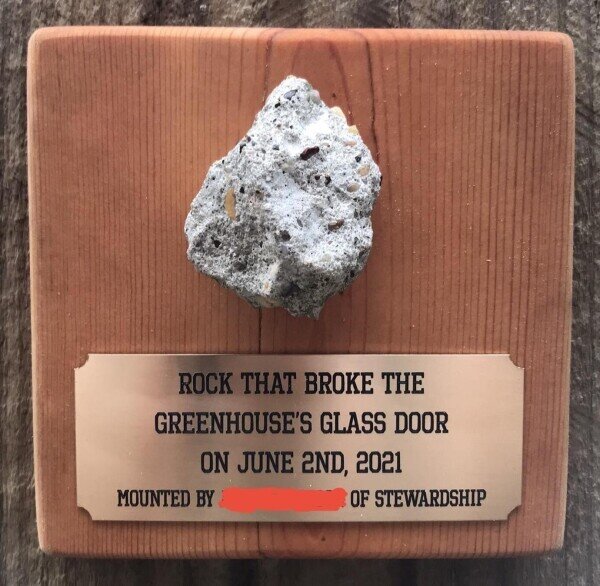 ROCK THAT BROKE THE
GREENHOUSE'S GLASS DOOR
ON JUNE 2ND, 2021
MOUNTED BY OF STEWARDSHIP